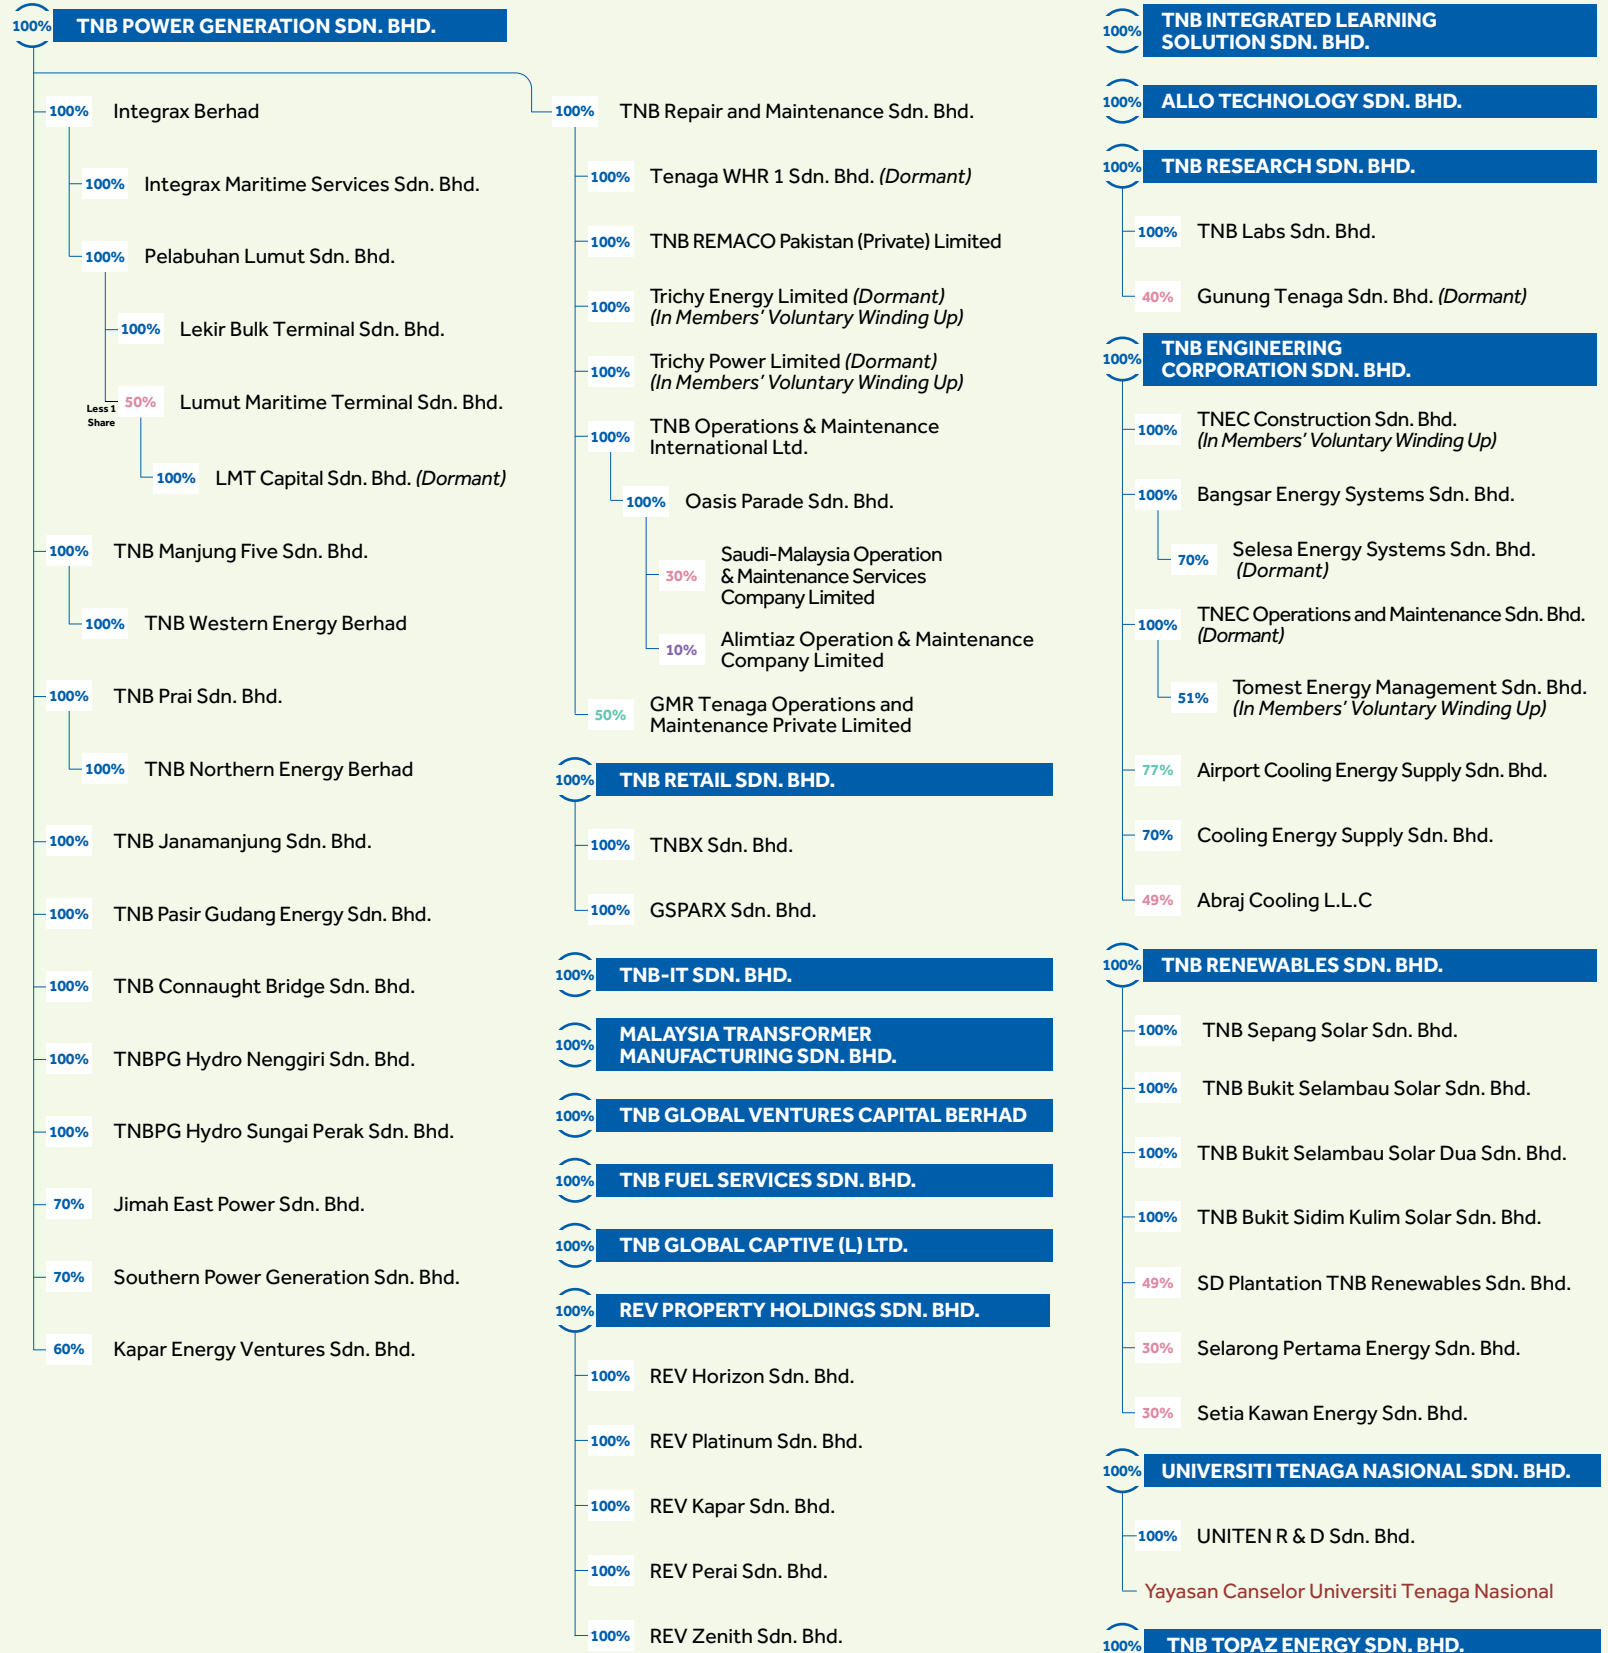 100% TNB POWER GENERATION SDN. BHD.
100% Integrax Berhad
100% Integrax Maritime Services Sdn. Bhd.
100% Pelabuhan Lumut Sdn. Bhd.
100% Lekir Bulk Terminal Sdn. Bhd.
50% Lumut Maritime Terminal Sdn. Bhd.
Less 1
Share
100% LMT Capital Sdn. Bhd. (Dormant)
100% TNB Manjung Five Sdn. Bhd.
100% TNB Western Energy Berhad
100% TNB Prai Sdn. Bhd.
100% TNB Northern Energy Berhad
100% TNB Janamanjung Sdn. Bhd.
100% TNB Pasir Gudang Energy Sdn. Bhd.
100% TNB Connaught Bridge Sdn. Bhd.
100% TNBPG Hydro Nenggiri Sdn. Bhd.
100% TNBPG Hydro Sungai Perak Sdn. Bhd.
70% Jimah East Power Sdn. Bhd.
70% Southern Power Generation Sdn. Bhd.
60% Kapar Energy Ventures Sdn. Bhd.
100% TNB Repair and Maintenance Sdn. Bhd.
100% Tenaga WHR 1 Sdn. Bhd. (Dormant)
100% TNB REMACO Pakistan (Private) Limited
100% Trichy Energy Limited (Dormant)
(In Members' Voluntary Winding Up)
100% Trichy Power Limited (Dormant)
(In Members' Voluntary Winding Up)
100% TNB Operations & Maintenance
International Ltd.
100% Oasis Parade Sdn. Bhd.
30% Saudi-Malaysia Operation
& Maintenance Services
Company Limited
10% Alimtiaz Operation & Maintenance
Company Limited
50% GMR Tenaga Operations and
Maintenance Private Limited
100% TNB RETAIL SDN. BHD.
100% TNBX Sdn. Bhd.
100% GSPARX Sdn. Bhd.
100% TNB-IT SDN. BHD.
100% MALAYSIA TRANSFORMER
MANUFACTURING SDN. BHD.
100% TNB GLOBAL VENTURES CAPITAL BERHAD
100% TNB FUEL SERVICES SDN. BHD.
100% TNB GLOBAL CAPTIVE (L) LTD.
100% REV PROPERTY HOLDINGS SDN. BHD.
100% REV Horizon Sdn. Bhd.
100% REV Platinum Sdn. Bhd.
100% REV Kapar Sdn. Bhd.
100% REV Perai Sdn. Bhd.
100% REV Zenith Sdn. Bhd.
100% TNB INTEGRATED LEARNING
SOLUTION SDN. BHD.
100% ALLO TECHNOLOGY SDN. BHD.
100% TNB RESEARCH SDN. BHD.
100% TNB Labs Sdn. Bhd.
40% Gunung Tenaga Sdn. Bhd. (Dormant)
100% TNB ENGINEERING
CORPORATION SDN. BHD.
100% TNEC Construction Sdn. Bhd.
(In Members' Voluntary Winding Up)
100% Bangsar Energy Systems Sdn. Bhd.
70% Selesa Energy Systems Sdn. Bhd.
(Dormant)
100% TNEC Operations and Maintenance Sdn. Bhd.
(Dormant)
51% Tomest Energy Management Sdn. Bhd.
(In Members' Voluntary Winding Up)
77% Airport Cooling Energy Supply Sdn. Bhd.
70% Cooling Energy Supply Sdn. Bhd.
49% Abraj Cooling L.L.C
100% TNB RENEWABLES SDN. BHD.
100% TNB Sepang Solar Sdn. Bhd.
100% TNB Bukit Selambau Solar Sdn. Bhd.
100% TNB Bukit Selambau Solar Dua Sdn. Bhd.
100% TNB Bukit Sidim Kulim Solar Sdn. Bhd.
49% SD Plantation TNB Renewables Sdn. Bhd.
30% Selarong Pertama Energy Sdn. Bhd.
30% Setia Kawan Energy Sdn. Bhd.
100% UNIVERSITI TENAGA NASIONAL SDN. BHD.
100% UNITEN R & D Sdn. Bhd.
Yayasan Canselor Universiti Tenaga Nasional
100% TNB TOPAZ ENERGY SDN. BHD.